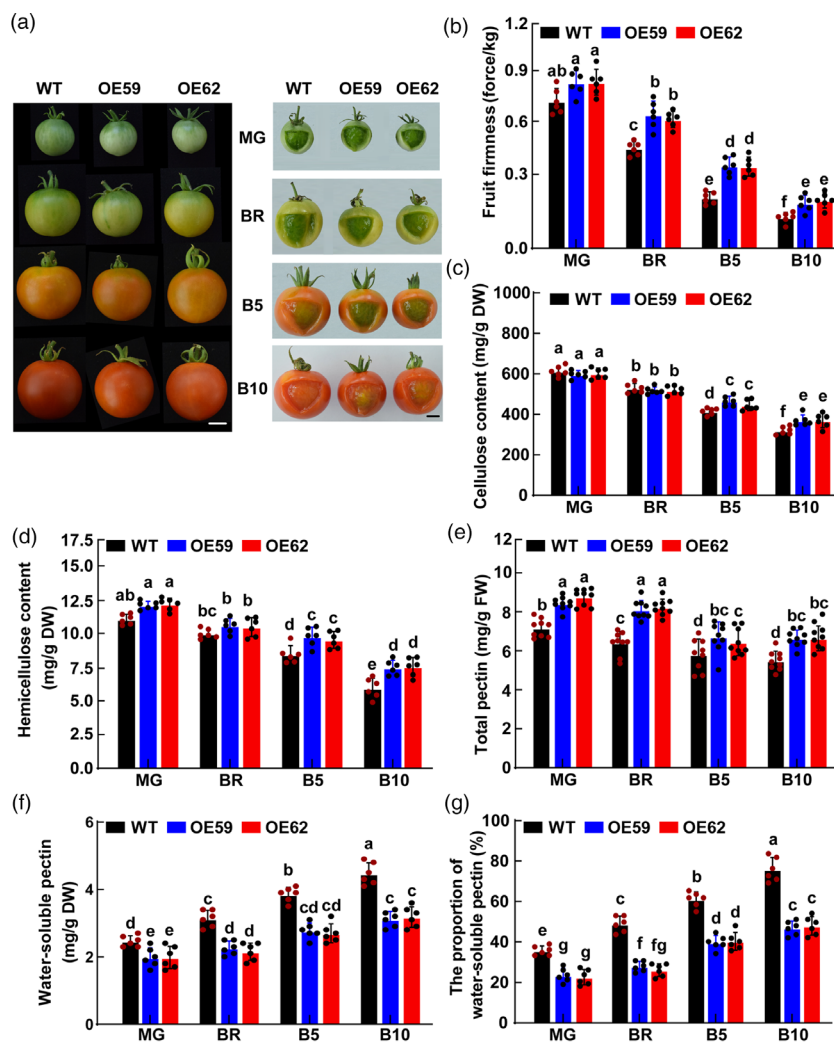 (a)
WT OE59 OE62
WT OE59 OE62
MG
BR
B5
B10
(b)
WT OE59 OE62
Fruit firmness (force/kg)
1.2
0.9
0.6
0.3
0.0
ab a a
c b b
e d d
f e e
MG BR B5 B10
(c)
WT OE59 OE62
Cellulose content (mg/g DW)
1000
800
600
400
200
0
a a a
b b b
d c c
f e e
MG BR B5 B10
(d)
WT OE59 OE62
Hemicellulose content
(mg/g DW)
17.5
15.0
12.5
10.0
7.5
5.0
0.0
ab a a
bc b b
d c c
e d d
MG BR B5 B10
(e)
WT OE59 OE62
Total pectin (mg/g FW)
12
10
8
6
4
2
0
b a a
c a a
d bc c
d bc bc
MG BR B5 B10
(f)
WT OE59 OE62
Water-soluble pectin
(mg/g DW)
6
4
2
0
d e e
c d d
b cd cd
a c c
MG BR B5 B10
(g)
WT OE59 OE62
The proportion of
water-soluble pectin (%)
100
80
60
40
20
0
e g g
c f fg
b d d
a c c
MG BR B5 B10